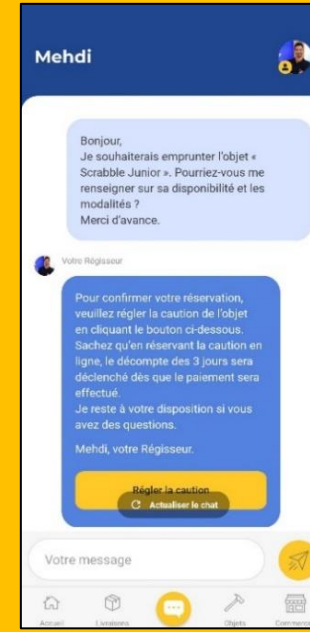 Mehdi
Bonjour,
Je souhaiterais emprunter l'objet «
Scrabble Junior ». Pourriez-vous me
renseigner sur sa disponibilité et les
modalités ?
Merci d'avance.
Votre Régisseur
Pour confirmer votre réservation,
veuillez régler la caution de l'objet
en cliquant le bouton ci-dessous.
Sachez qu'en réservant la caution en
ligne, le décompte des 3 jours sera
déclenché dès que le paiement sera
effectué.
Je reste à votre disposition si vous
avez des questions.
Mehdi, votre Régisseur.
Régler la caution
Actualiser le chat
Votre message
Accueil Livraisons Objets Commerces